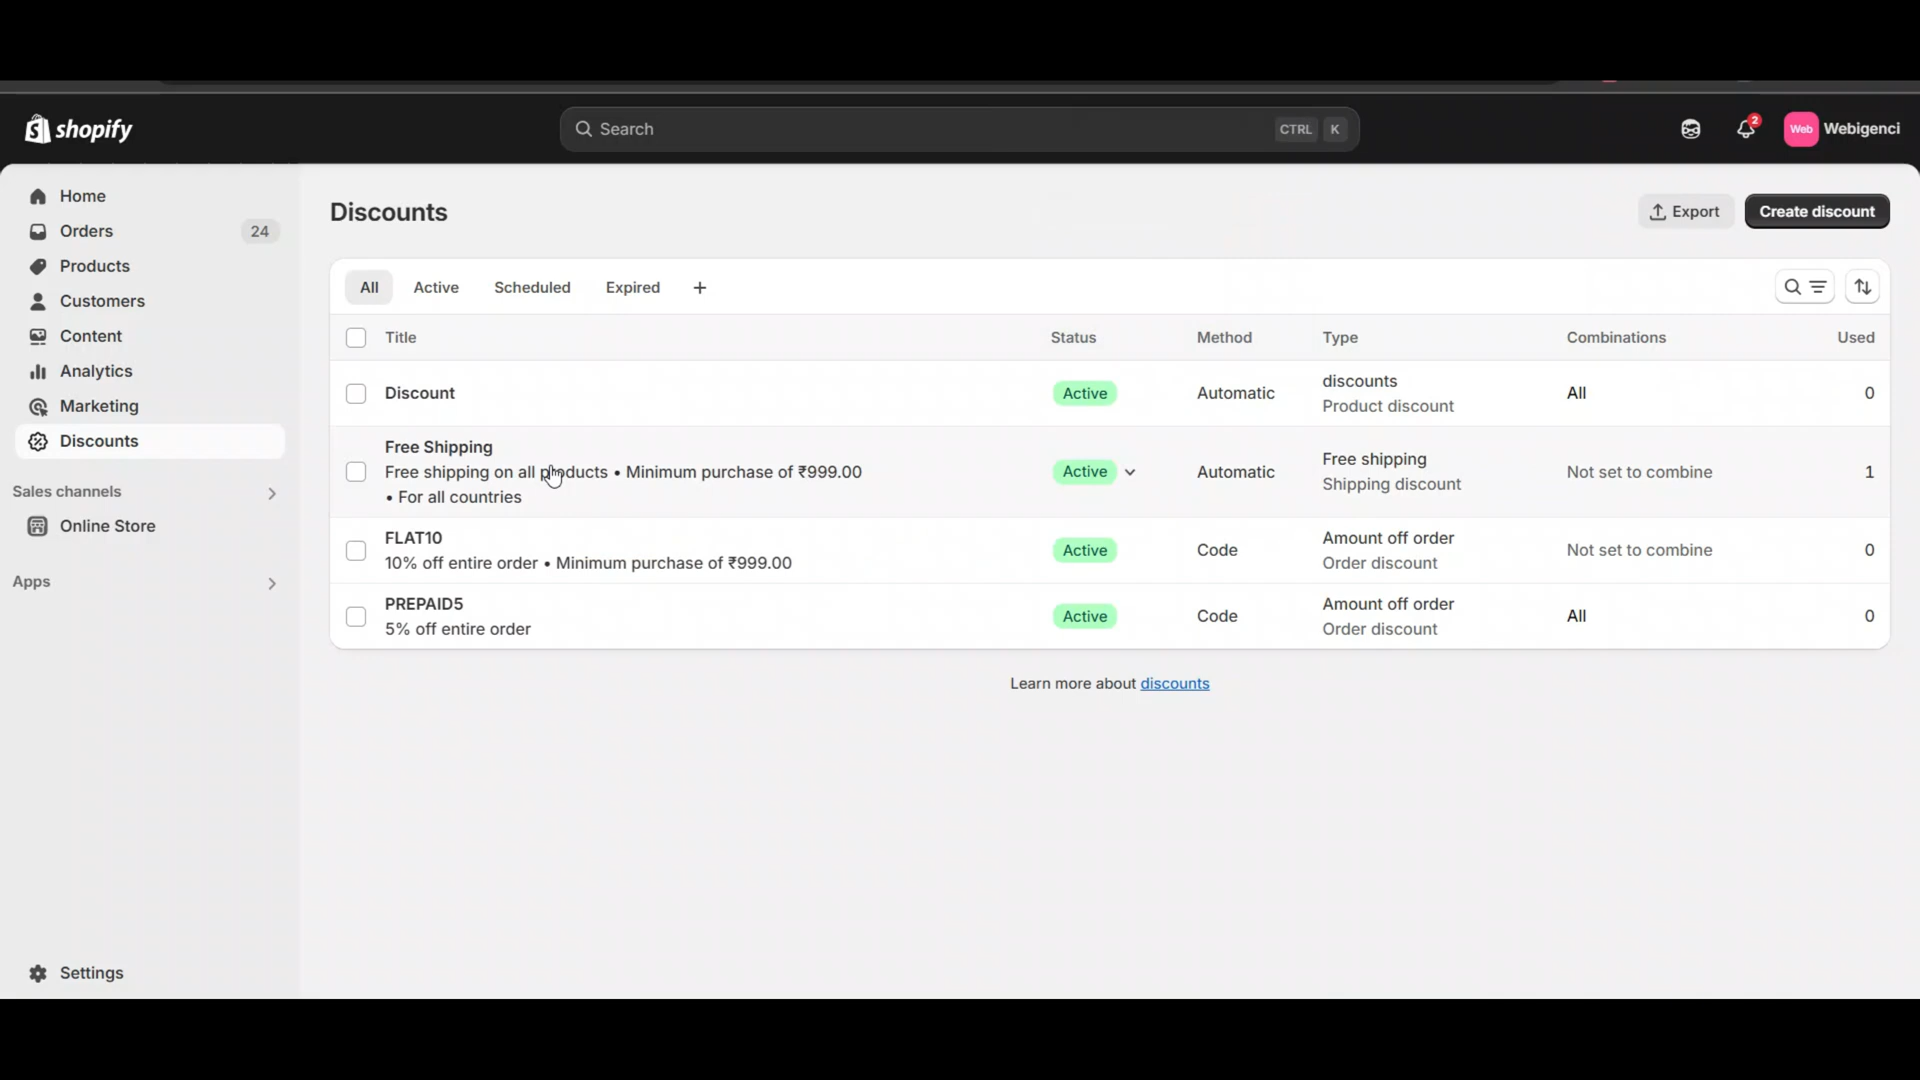 shopify
Search
CTRL K
2
Web
Webigenci
Home
Orders 24
Products
Customers
Content
Analytics
Marketing
Discounts
Sales channels
Online Store
Apps
Settings
Discounts
Export
Create discount
All Active Scheduled Expired +
Title Status Method Type Combinations Used
Discount Active Automatic discounts All 0
Product discount
Free Shipping
Free shipping on all products • Minimum purchase of ₹999.00
• For all countries
Active Automatic Free shipping Not set to combine 1
Shipping discount
FLAT10
10% off entire order • Minimum purchase of ₹999.00
Active Code Amount off order Not set to combine 0
Order discount
PREPAID5
5% off entire order
Active Code Amount off order All 0
Order discount
Learn more about discounts